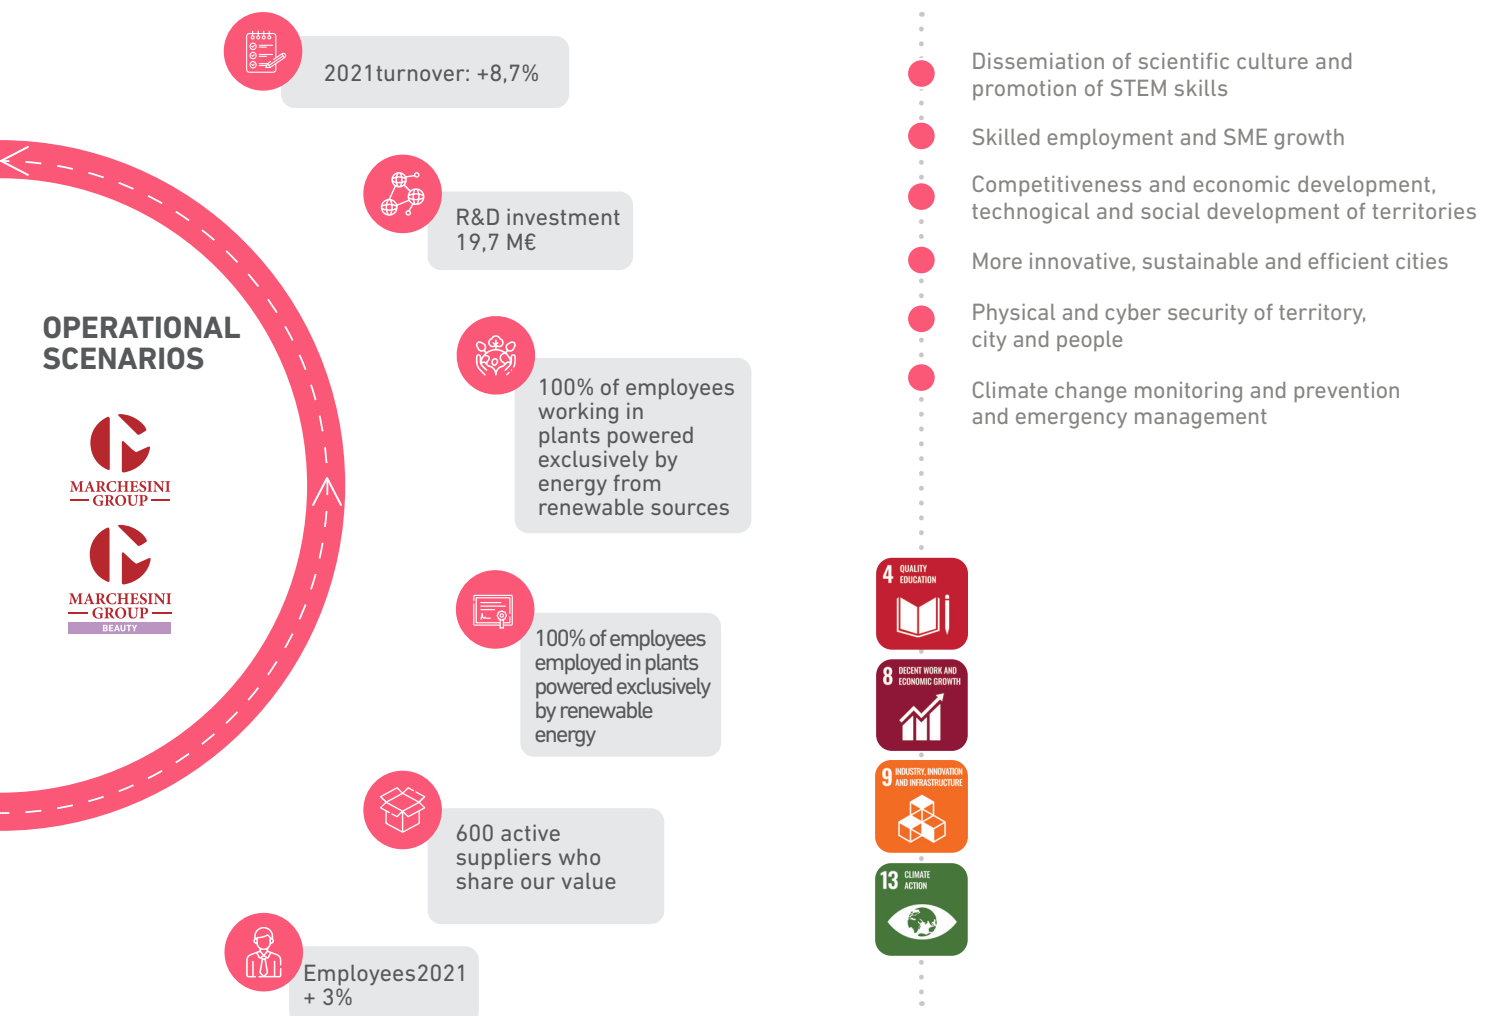 2021turnover: +8,7%
R&D investment
19,7 M€
OPERATIONAL
SCENARIOS
MARCHESINI
GROUP
MARCHESINI
GROUP
BEAUTY
100% of employees
working in
plants powered
exclusively by
energy from
renewable sources
100% of employees
employed in plants
powered exclusively
by renewable
energy
600 active
suppliers who
share our value
Employees2021
+ 3%
Dissemiation of scientific culture and
promotion of STEM skills
Skilled employment and SME growth
Competitiveness and economic development,
technogical and social development of territories
More innovative, sustainable and efficient cities
Physical and cyber security of territory,
city and people
Climate change monitoring and prevention
and emergency management
4 QUALITY
EDUCATION
8 DECENT WORK AND
ECONOMIC GROWTH
9 INDUSTRY, INNOVATION
AND INFRASTRUCTURE
13 CLIMATE
ACTION